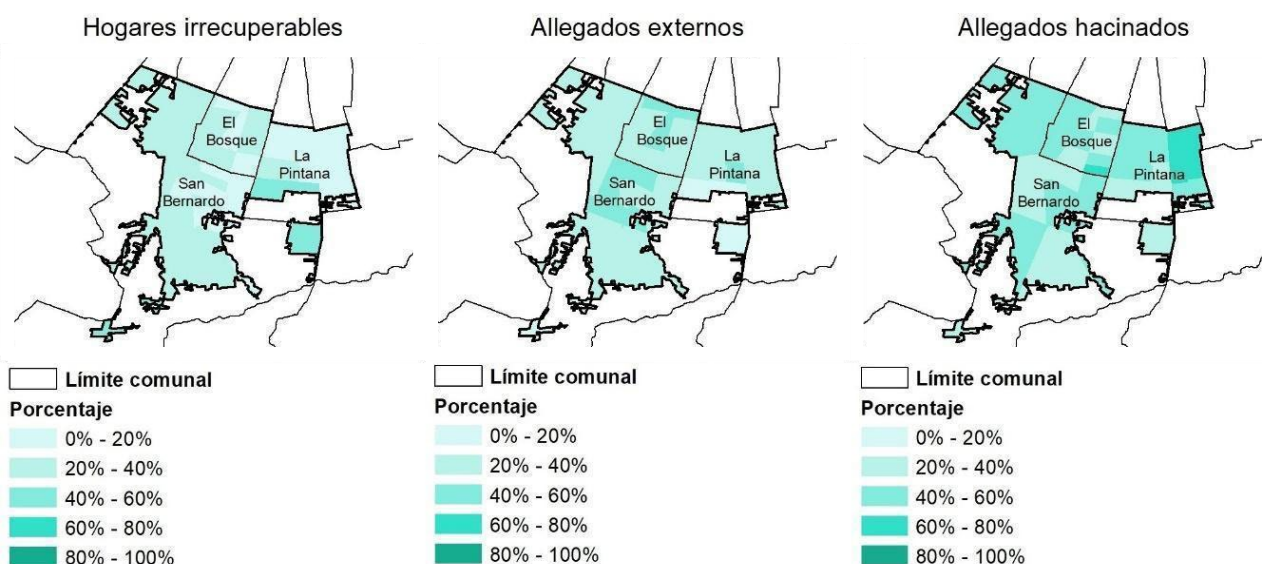 Hogares irrecuperables
El
Bosque
La
Pintana
San
Bernardo
Límite comunal
Porcentaje
0% - 20%
20% - 40%
40% - 60%
60% - 80%
80% - 100%
Allegados externos
El
Bosque
La
Pintana
San
Bernardo
Límite comunal
Porcentaje
0% - 20%
20% - 40%
40% - 60%
60% - 80%
80% - 100%
Allegados hacinados
El
Bosque
La
Pintana
San
Bernardo
Límite comunal
Porcentaje
0% - 20%
20% - 40%
40% - 60%
60% - 80%
80% - 100%